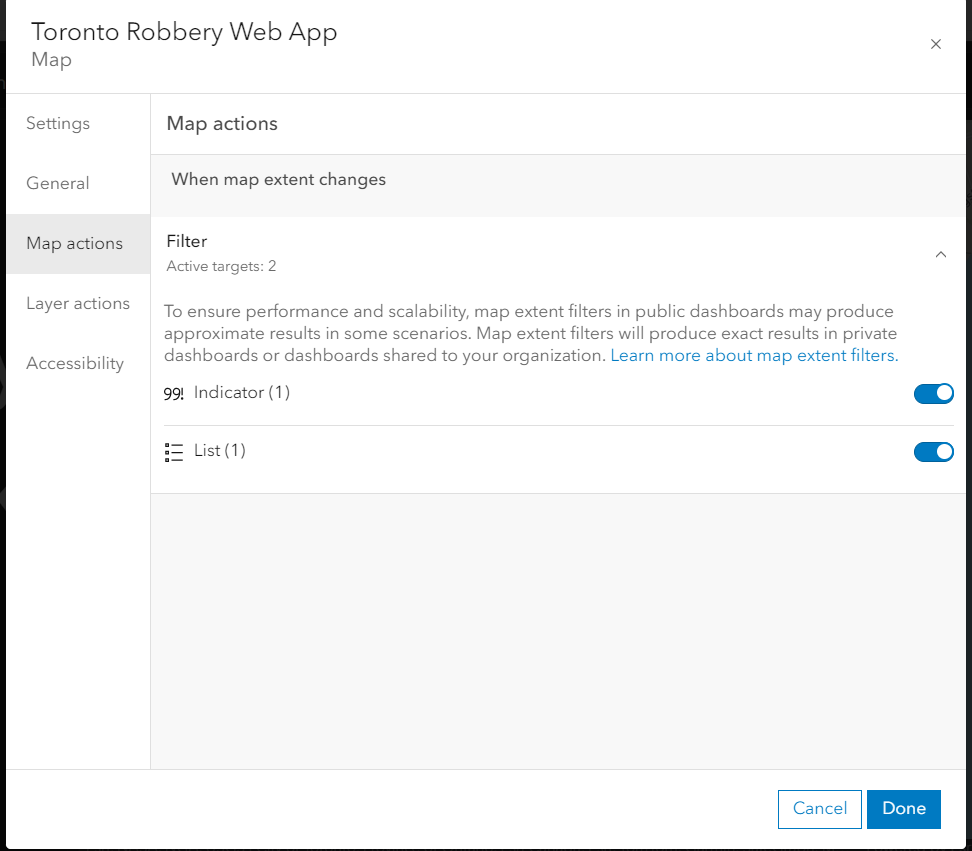 Toronto Robbery Web App
Map
Settings
General
Map actions
Layer actions
Accessibility
Map actions
When map extent changes
Filter
Active targets: 2
To ensure performance and scalability, map extent filters in public dashboards may produce
approximate results in some scenarios. Map extent filters will produce exact results in private
dashboards or dashboards shared to your organization. Learn more about map extent filters.
99! Indicator (1)
List (1)
Cancel
Done